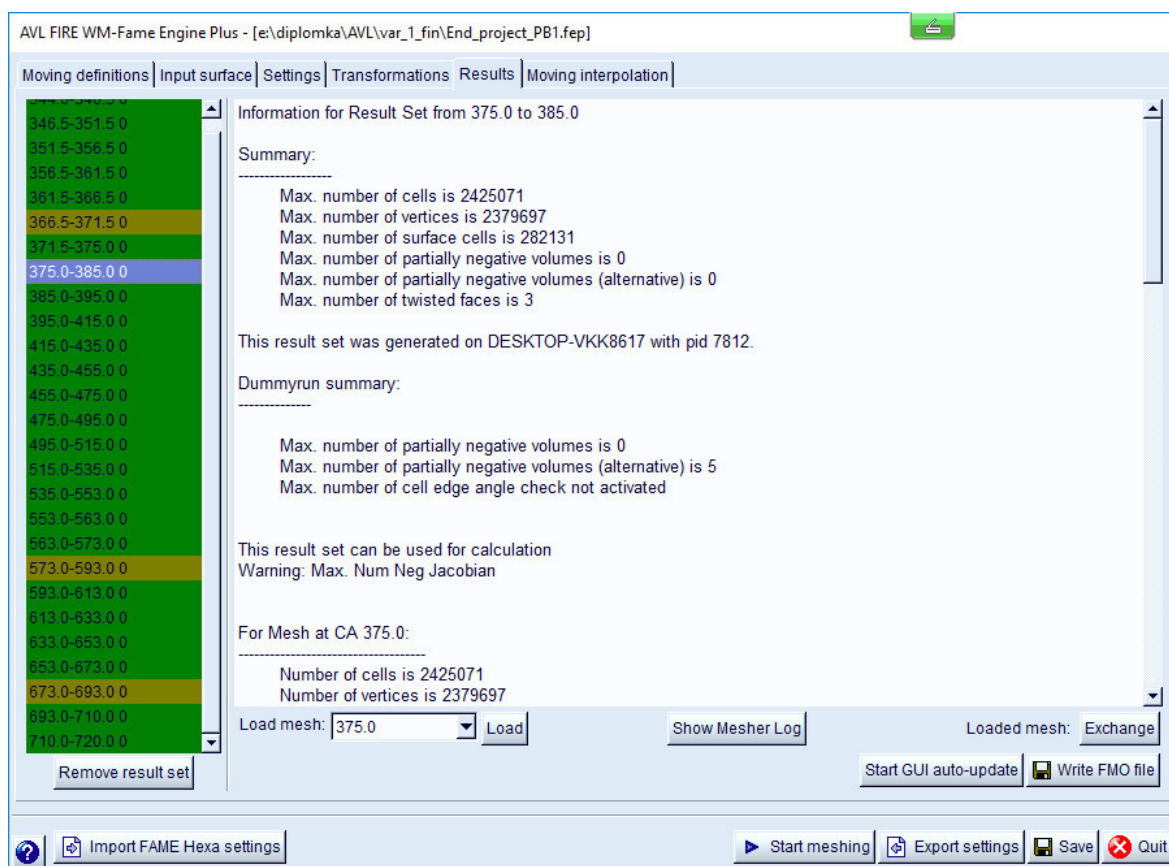 AVL FIRE WM-Fame Engine Plus - [e:\diplomka\AVL\var_1_fin\End_project_PB1.fep]
Moving definitions Input surface Settings Transformations Results Moving interpolation
344.0-346.5 0
346.5-351.5 0
351.5-356.5 0
356.5-361.5 0
361.5-366.5 0
366.5-371.5 0
371.5-375.0 0
375.0-385.0 0
385.0-395.0 0
395.0-415.0 0
415.0-435.0 0
435.0-455.0 0
455.0-475.0 0
475.0-495.0 0
495.0-515.0 0
515.0-535.0 0
535.0-553.0 0
553.0-563.0 0
563.0-573.0 0
573.0-593.0 0
593.0-613.0 0
613.0-633.0 0
633.0-653.0 0
653.0-673.0 0
673.0-693.0 0
693.0-710.0 0
710.0-720.0 0
Remove result set
Information for Result Set from 375.0 to 385.0
Summary:
------------------
Max. number of cells is 2425071
Max. number of vertices is 2379697
Max. number of surface cells is 282131
Max. number of partially negative volumes is 0
Max. number of partially negative volumes (alternative) is 0
Max. number of twisted faces is 3
This result set was generated on DESKTOP-VKK8617 with pid 7812.
Dummyrun summary:
--------------
Max. number of partially negative volumes is 0
Max. number of partially negative volumes (alternative) is 5
Max. number of cell edge angle check not activated
This result set can be used for calculation
Warning: Max. Num Neg Jacobian
For Mesh at CA 375.0:
------------------------------------
Number of cells is 2425071
Number of vertices is 2379697
Load mesh: 375.0 Load Show Mesher Log Loaded mesh: Exchange
Start GUI auto-update Write FMO file
? Import FAME Hexa settings Start meshing Export settings Save Quit